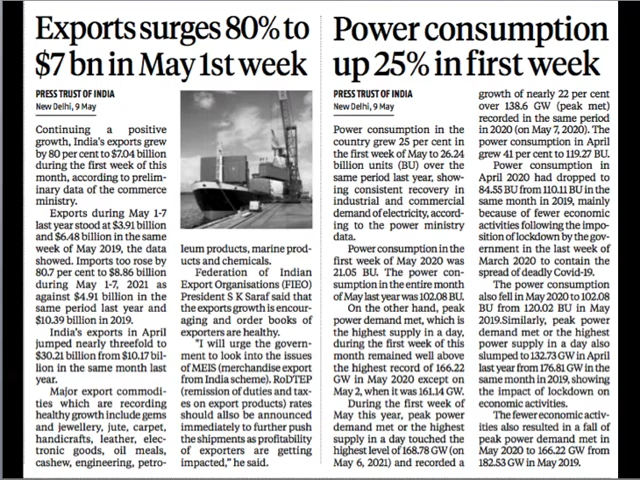 Exports surges 80% to
$7 bn in May 1st week
PRESS TRUST OF INDIA
New Delhi, 9 May
Continuing a positive
growth, India's exports grew
by 80 per cent to $7.04 billion
during the first week of this
month, according to prelim-
inary data of the commerce
ministry.
Exports during May 1-7
last year stood at $3.91 billion
and $6.48 billion in the same
week of May 2019, the data
showed. Imports too rose by
80.7 per cent to $8.86 billion
during May 1-7, 2021 as
against $4.91 billion in the
same period last year and
$10.39 billion in 2019.
India's exports in April
jumped nearly threefold to
$30.21 billion from $10.17 bil-
lion in the same month last
year.
Major export commodi-
ties which are recording
healthy growth include gems
and jewellery, jute, carpet,
handicrafts, leather, elec-
tronic goods, oil meals,
cashew, engineering, petro-
leum products, marine prod-
ucts and chemicals.
Federation of Indian
Export Organisations (FIEO)
President S K Saraf said that
the exports growth is encour-
aging and order books of
exporters are healthy.
"I will urge the govern-
ment to look into the issues
of MEIS (merchandise export
from India scheme). RoDTEP
(remission of duties and tax-
es on export products) rates
should also be announced
immediately to further push
the shipments as profitability
of exporters are getting
impacted," he said.
Power consumption
up 25% in first week
PRESS TRUST OF INDIA
New Delhi, 9 May
Power consumption in the
country grew 25 per cent in
the first week of May to 26.24
billion units (BU) over the
same period last year, show-
ing consistent recovery in
industrial and commercial
demand of electricity, accord-
ing to the power ministry
data.
Power consumption in the
first week of May 2020 was
21.05 BU. The power con-
sumption in the entire month
of May last year was 102.08 BU.
On the other hand, peak
power demand met, which is
the highest supply in a day,
during the first week of this
month remained well above
the highest record of 166.22
GW in May 2020 except on
May 2, when it was 161.14 GW.
During the first week of
May this year, peak power
demand met or the highest
supply in a day touched the
highest level of 168.78 GW (on
May 6, 2021) and recorded a
growth of nearly 22 per cent
over 138.6 GW (peak met)
recorded in the same period
in 2020 (on May 7, 2020). The
power consumption in April
grew 41 per cent to 119.27 BU.
Power consumption in
April 2020 had dropped to
84.55 BU from 110.11 BU in the
same month in 2019, mainly
because of fewer economic
activities following the impo-
sition of lockdown by the gov-
ernment in the last week of
March 2020 to contain the
spread of deadly Covid-19.
The power consumption
also fell in May 2020 to 102.08
BU from 120.02 BU in May
2019.Similarly, peak power
demand met or the highest
power supply in a day also
slumped to 132.73 GW in April
last year from 176.81 GW in the
same month in 2019, showing
the impact of lockdown on
economic activities.
The fewer economic activ-
ities also resulted in a fall of
peak power demand met in
May 2020 to 166.22 GW from
182.53 GW in May 2019.